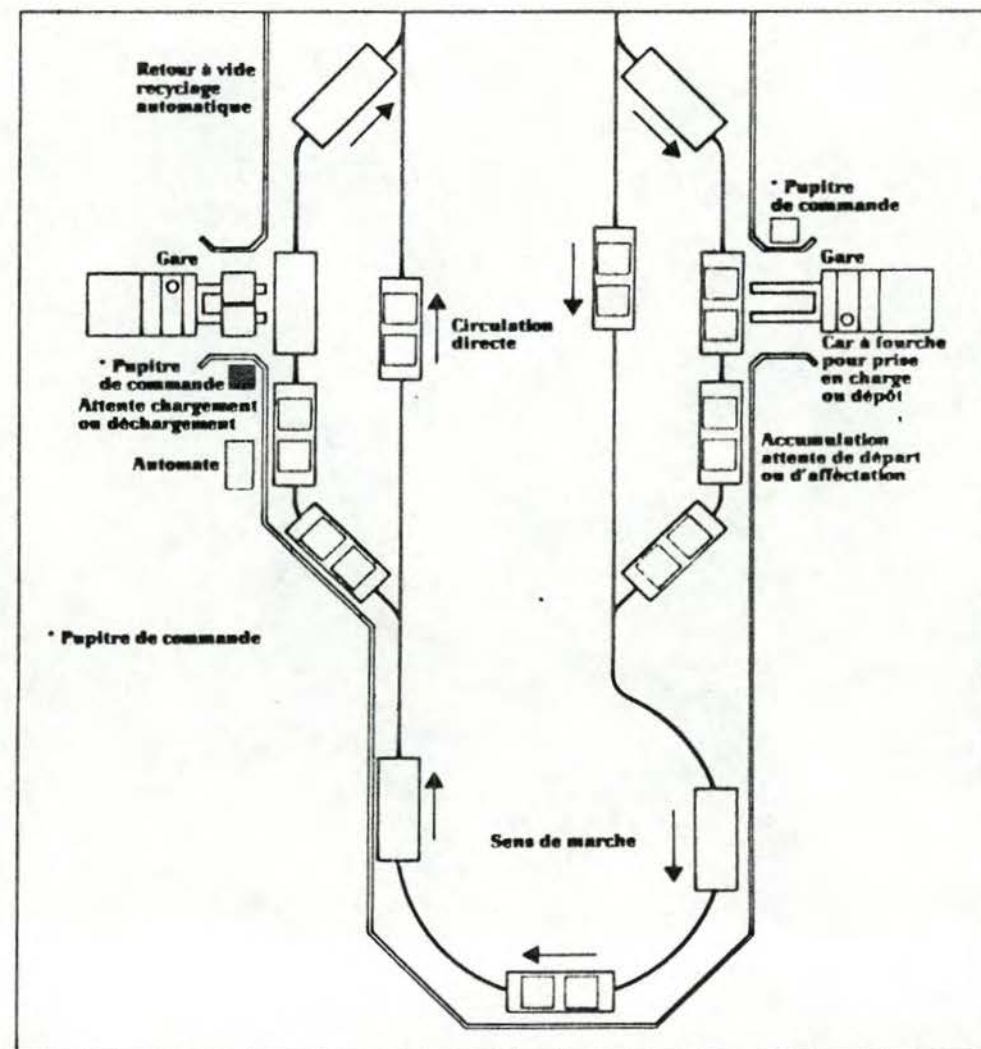 Retour à vide
recyclage
automatique
* Pupitre
de commande
Gare
Gare
Circulation
directe
Car à fourche
pour prise
en charge
ou dépôt
* Pupitre
de commande
Attente chargement
ou déchargement
Automate
Accumulation
attente de départ
ou d'affèctation
* Pupitre de commande
Sens de marche